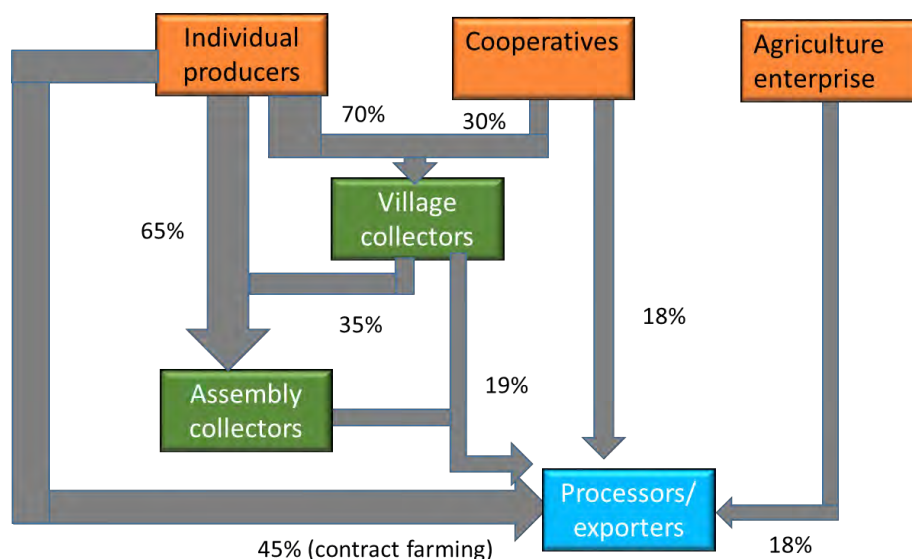 Individual
producers
Cooperatives
Agriculture
enterprise
70%
30%
Village
collectors
65%
35%
18%
Assembly
collectors
19%
Processors/
exporters
45% (contract farming)
18%